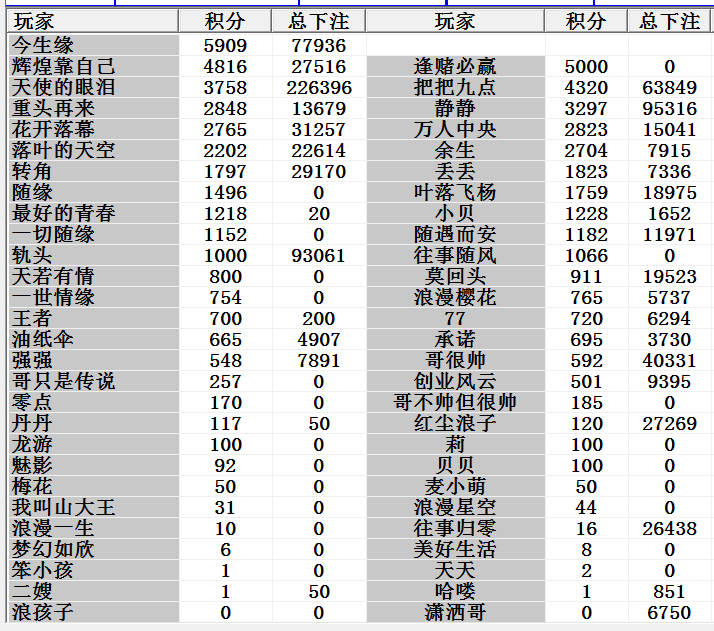 玩家 积分 总下注 玩家 积分 总下注
今生缘 5909 77936
辉煌靠自己 4816 27516 逢赌必赢 5000 0
天使的眼泪 3758 226396 把把九点 4320 63849
重头再来 2848 13679 静静 3297 95316
花开落幕 2765 31257 万人中央 2823 15041
落叶的天空 2202 22614 余生 2704 7915
转角 1797 29170 丢丢 1823 7336
随缘 1496 0 叶落飞杨 1759 18975
最好的青春 1218 20 小贝 1228 1652
一切随缘 1152 0 随遇而安 1182 11971
轨头 1000 93061 往事随风 1066 0
天若有情 800 0 莫回头 911 19523
一世情缘 754 0 浪漫樱花 765 5737
王者 700 200 77 720 6294
油纸伞 665 4907 承诺 695 3730
强强 548 7891 哥很帅 592 40331
哥只是传说 257 0 创业风云 501 9395
零点 170 0 哥不帅但很帅 185 0
丹丹 117 50 红尘浪子 120 27269
龙游 100 0 莉 100 0
魅影 92 0 贝贝 100 0
梅花 50 0 麦小萌 50 0
我叫山大王 31 0 浪漫星空 44 0
浪漫一生 10 0 往事归零 16 26438
梦幻如欣 6 0 美好生活 8 0
笨小孩 1 0 天天 2 0
二嫂 1 50 哈喽 1 851
浪孩子 0 0 潇洒哥 0 6750